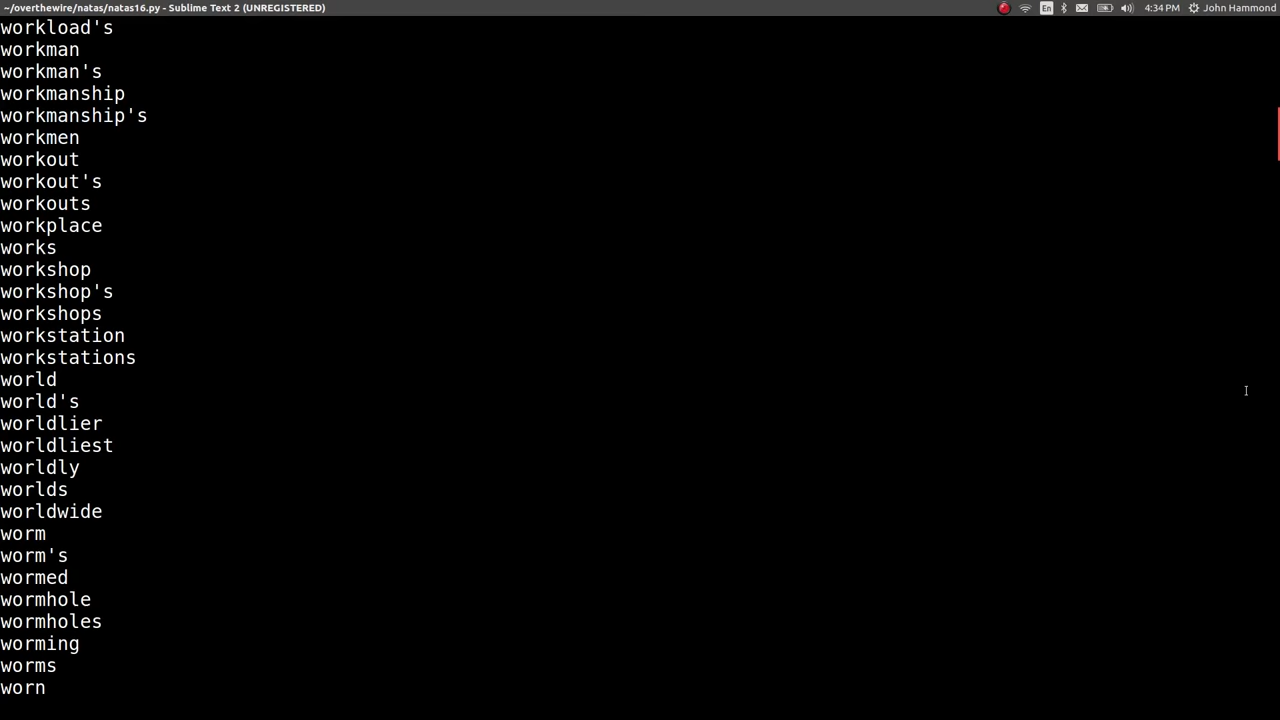 ~/overthewire/natas/natas16.py - Sublime Text 2 (UNREGISTERED) En 4:34 PM John Hammond
workload's
workman
workman's
workmanship
workmanship's
workmen
workout
workout's
workouts
workplace
works
workshop
workshop's
workshops
workstation
workstations
world
world's
worldlier
worldliest
worldly
worlds
worldwide
worm
worm's
wormed
wormhole
wormholes
worming
worms
worn